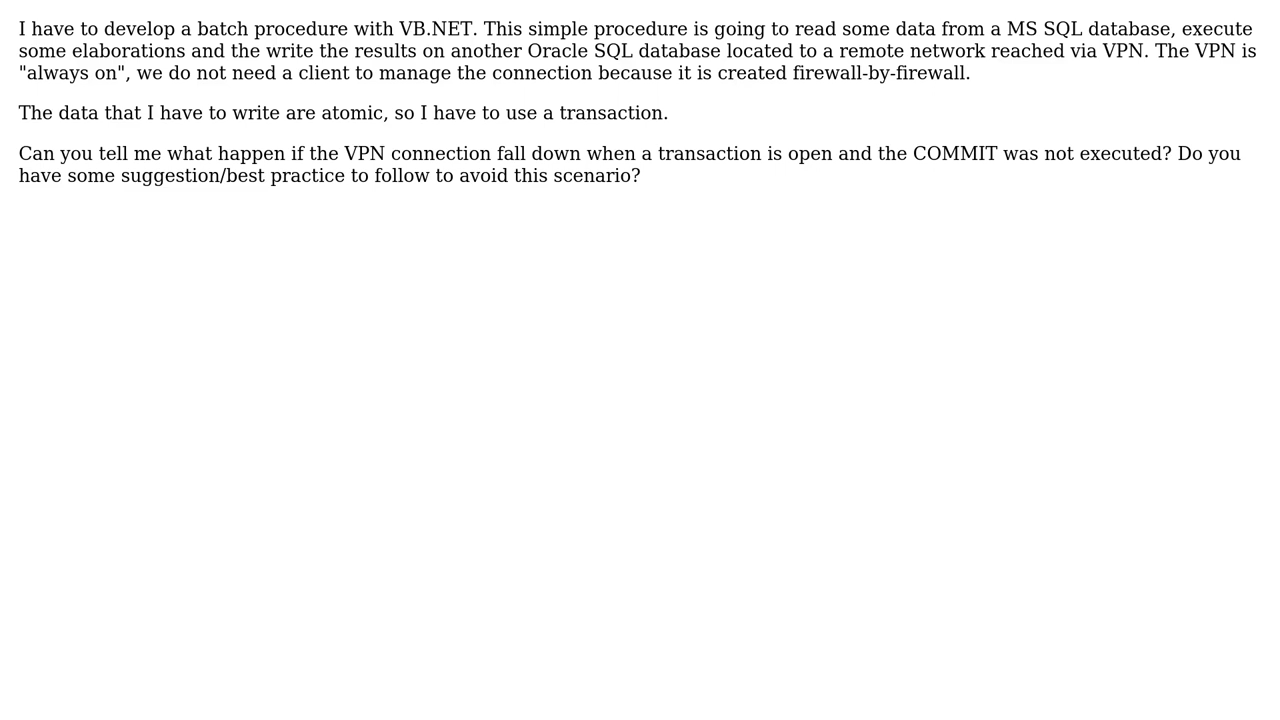 I have to develop a batch procedure with VB.NET. This simple procedure is going to read some data from a MS SQL database, execute
some elaborations and the write the results on another Oracle SQL database located to a remote network reached via VPN. The VPN is
"always on", we do not need a client to manage the connection because it is created firewall-by-firewall.
The data that I have to write are atomic, so I have to use a transaction.
Can you tell me what happen if the VPN connection fall down when a transaction is open and the COMMIT was not executed? Do you
have some suggestion/best practice to follow to avoid this scenario?